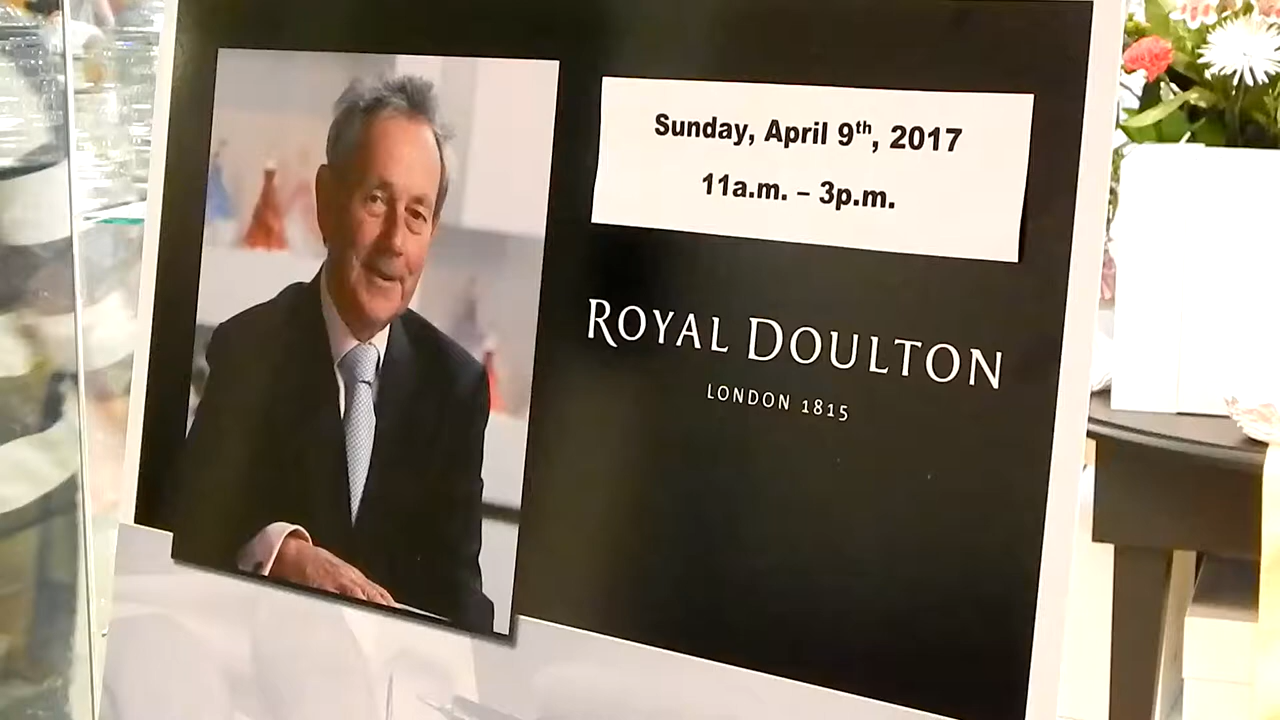 Sunday, April 9th, 2017
11a.m. – 3p.m.
ROYAL DOULTON
LONDON 1815